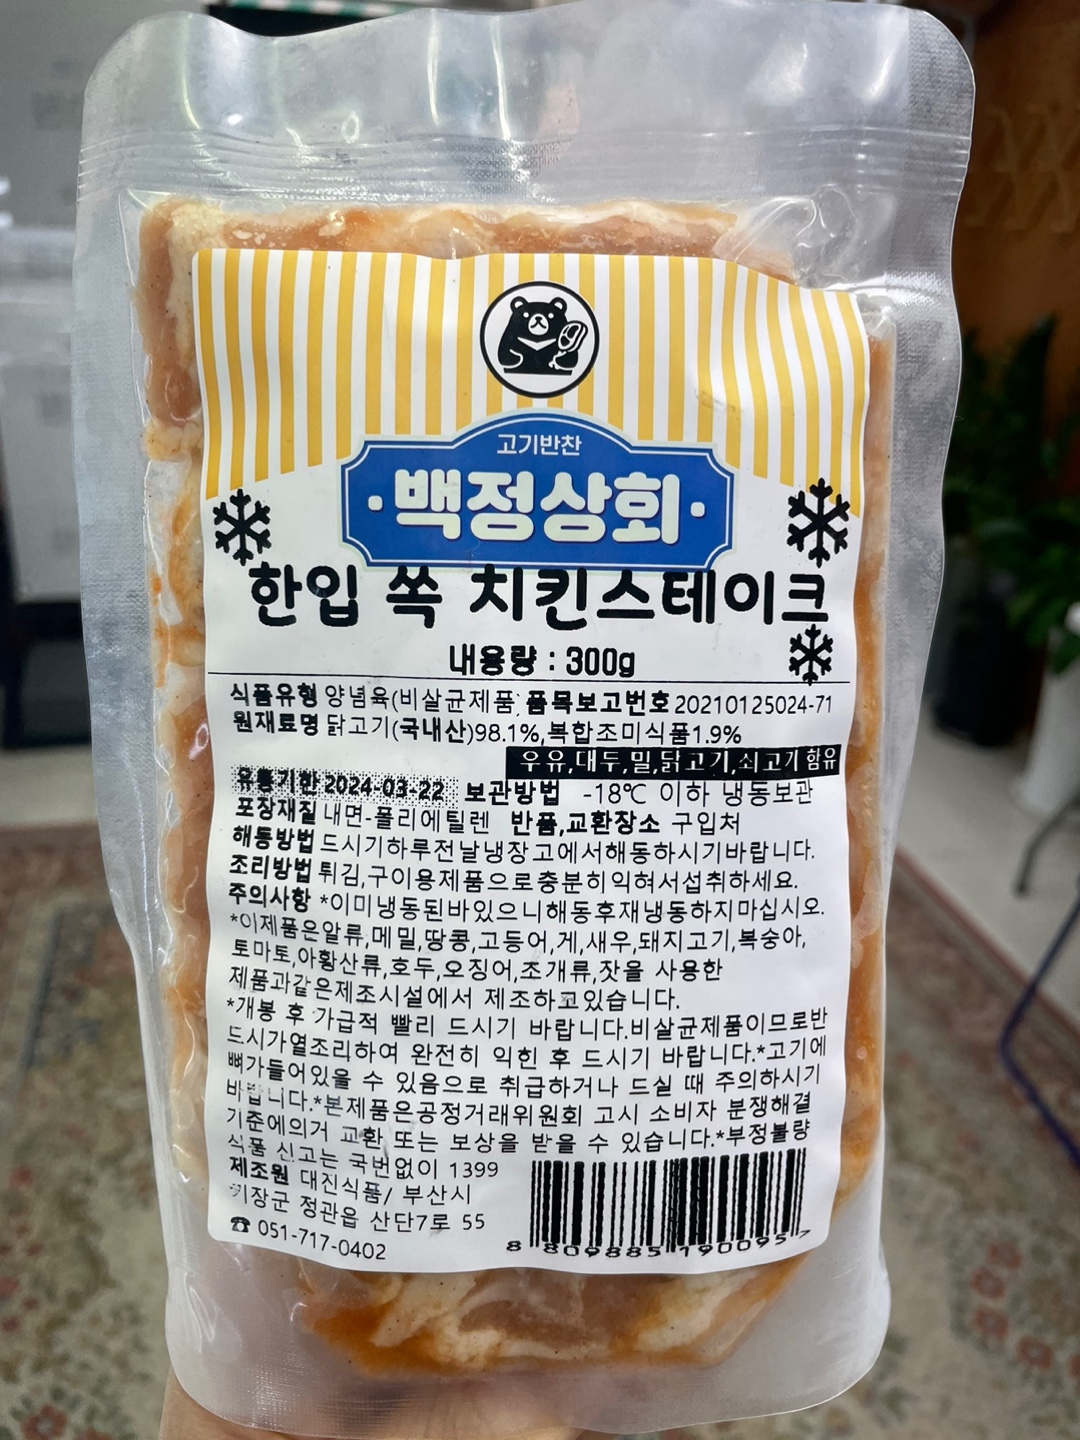 고기반찬
·백정상회·
한입 쏙 치킨스테이크
내용량 : 300g
식품유형 양념육(비살균제품) 품목보고번호 20210125024-71
원재료명 닭고기(국내산)98.1%,복합조미식품1.9%
우유,대두,밀,닭고기,쇠고기 함유
유통기한 2024-03-22 보관방법 -18℃ 이하 냉동보관
포장재질 내면-폴리에틸렌 반품,교환장소 구입처
해동방법 드시기하루전날냉장고에서해동하시기바랍니다.
조리방법 튀김,구이용제품으로충분히익혀서섭취하세요.
주의사항 *이미냉동된바있으니해동후재냉동하지마십시오.
*이제품은알류,메밀,땅콩,고등어,게,새우,돼지고기,복숭아,
토마토,아황산류,호두,오징어,조개류,잣을 사용한
제품과같은제조시설에서 제조하고있습니다.
*개봉 후 가급적 빨리 드시기 바랍니다.비살균제품이므로반
드시가열조리하여 완전히 익힌 후 드시기 바랍니다.*고기에
뼈가들어있을 수 있음으로 취급하거나 드실 때 주의하시기
바랍니다.*본제품은공정거래위원회 고시 소비자 분쟁해결
기준에의거 교환 또는 보상을 받을 수 있습니다.*부정불량
식품 신고는 국번없이 1399
제조원 대진식품/ 부산시
기장군 정관읍 산단7로 55
☎ 051-717-0402
8 809885 190095 7